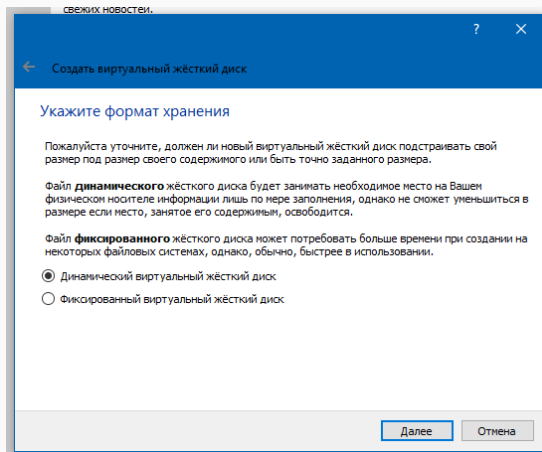 свежих новостей.
?
Создать виртуальный жёсткий диск
Укажите формат хранения
Пожалуйста уточните, должен ли новый виртуальный жёсткий диск подстраивать свой
размер под размер своего содержимого или быть точно заданного размера.
Файл динамического жёсткого диска будет занимать необходимое место на Вашем
физическом носителе информации лишь по мере заполнения, однако не сможет уменьшиться в
размере если место, занятое его содержимым, освободится.
Файл фиксированного жёсткого диска может потребовать больше времени при создании на
некоторых файловых системах, однако, обычно, быстрее в использовании.
Динамический виртуальный жёсткий диск
Фиксированный виртуальный жёсткий диск
Далее
Отмена